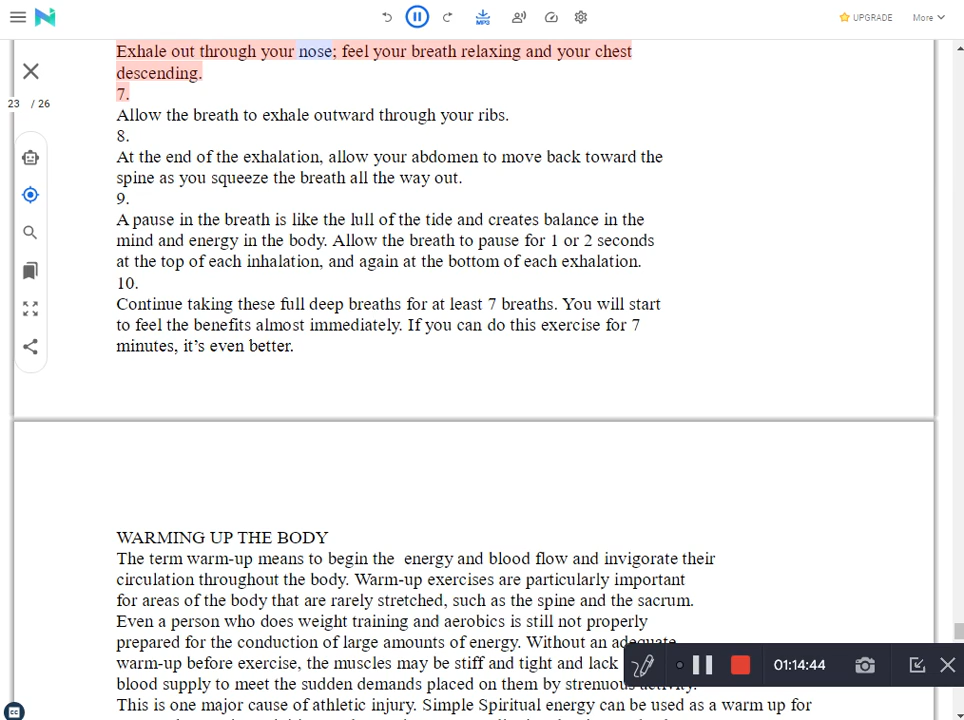 MP3
UPGRADE
More
Exhale out through your nose; feel your breath relaxing and your chest
descending.
23 / 26
7.
Allow the breath to exhale outward through your ribs.
8.
At the end of the exhalation, allow your abdomen to move back toward the
spine as you squeeze the breath all the way out.
9.
A pause in the breath is like the lull of the tide and creates balance in the
mind and energy in the body. Allow the breath to pause for 1 or 2 seconds
at the top of each inhalation, and again at the bottom of each exhalation.
10.
Continue taking these full deep breaths for at least 7 breaths. You will start
to feel the benefits almost immediately. If you can do this exercise for 7
minutes, it’s even better.
WARMING UP THE BODY
The term warm-up means to begin the  energy and blood flow and invigorate their
circulation throughout the body. Warm-up exercises are particularly important
for areas of the body that are rarely stretched, such as the spine and the sacrum.
Even a person who does weight training and aerobics is still not properly
prepared for the conduction of large amounts of energy. Without an adequate
warm-up before exercise, the muscles may be stiff and tight and lack
01:14:44
blood supply to meet the sudden demands placed on them by strenuous activity.
This is one major cause of athletic injury. Simple Spiritual energy can be used as a warm up for
CC